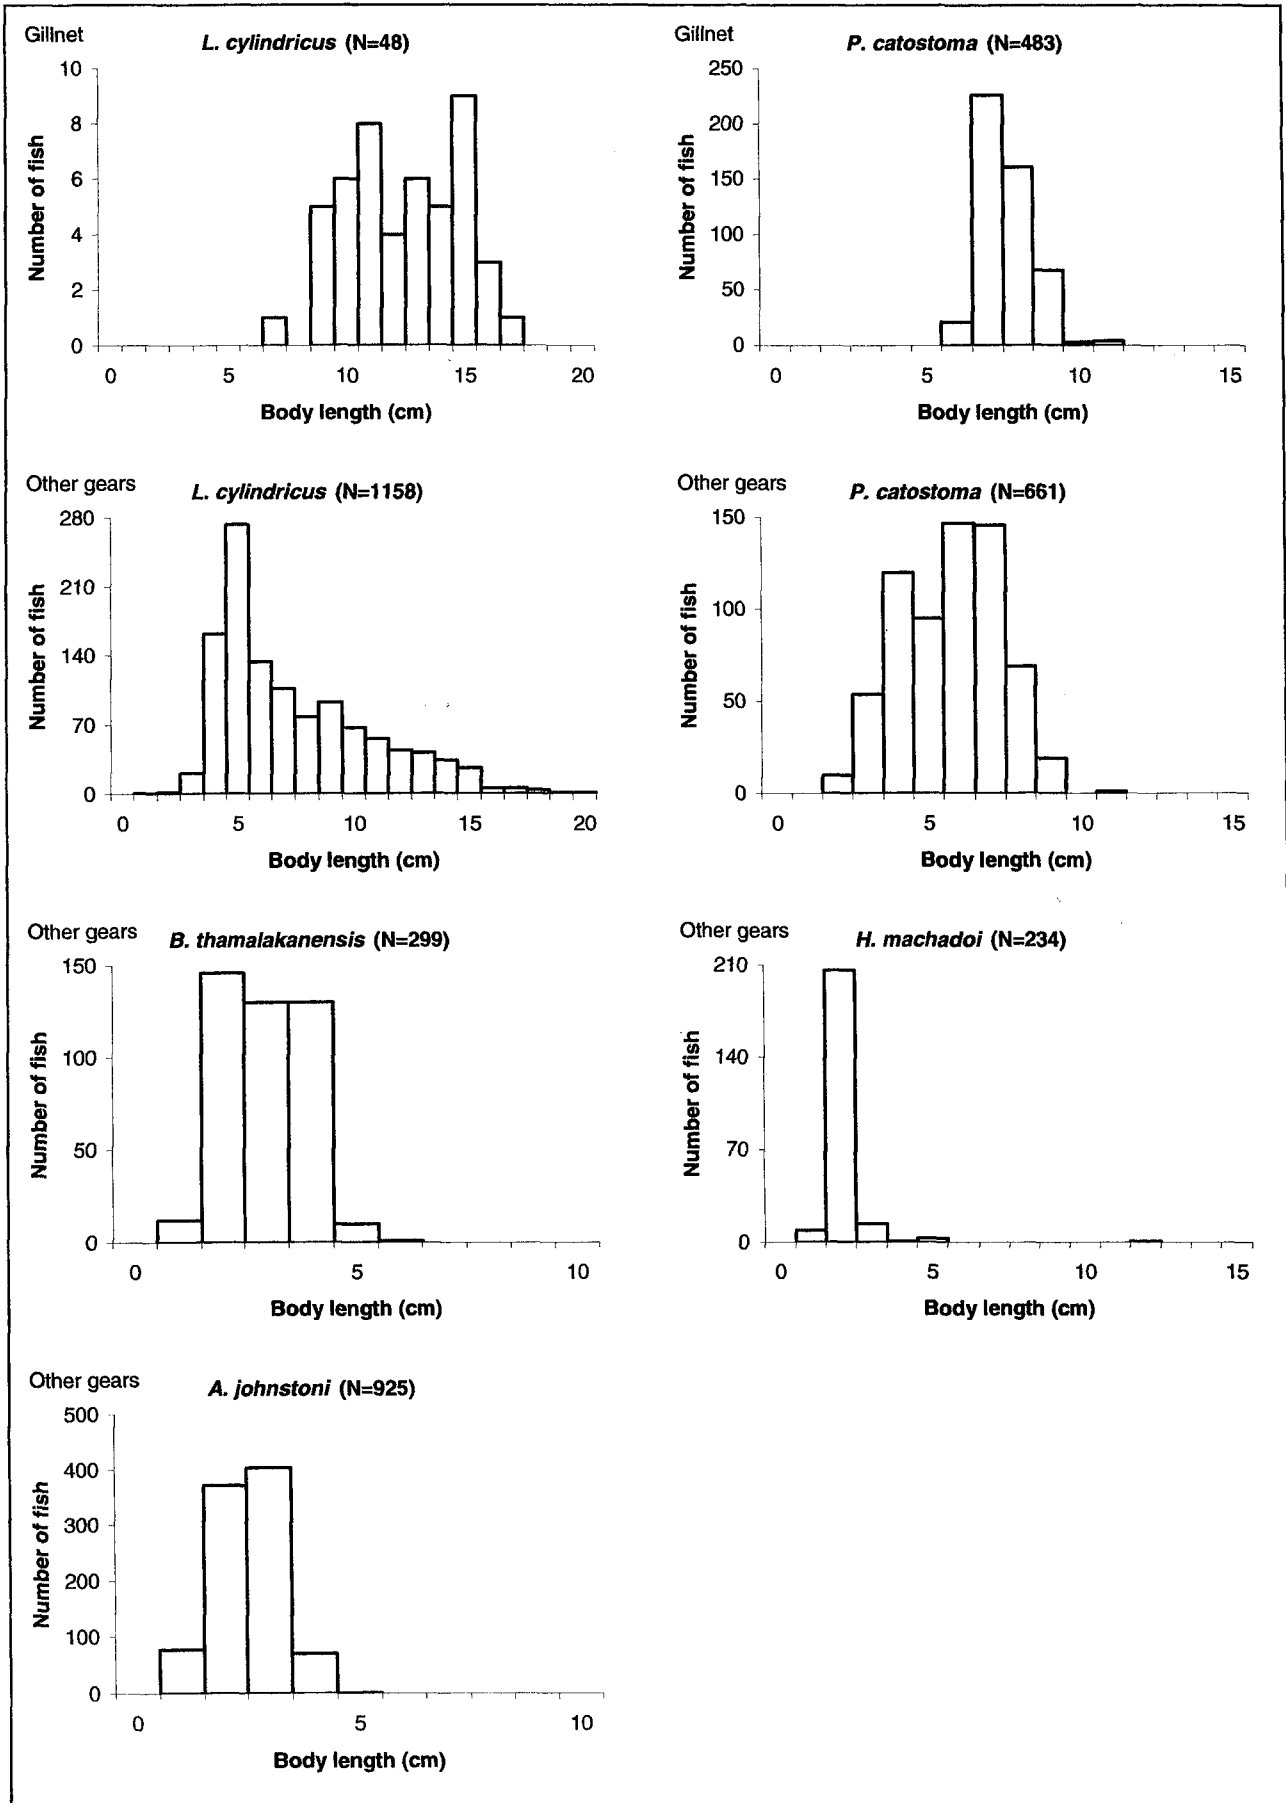 Gillnet
L. cylindricus (N=48)
10
8
6
4
2
0
Number of fish
0 5 10 15 20
Body length (cm)
Gillnet
P. catostoma (N=483)
250
200
150
100
50
0
Number of fish
0 5 10 15
Body length (cm)
Other gears
L. cylindricus (N=1158)
280
210
140
70
0
Number of fish
0 5 10 15 20
Body length (cm)
Other gears
P. catostoma (N=661)
150
100
50
0
Number of fish
0 5 10 15
Body length (cm)
Other gears
B. thamalakanensis (N=299)
150
100
50
0
Number of fish
0 5 10
Body length (cm)
Other gears
H. machadoi (N=234)
210
140
70
0
Number of fish
0 5 10 15
Body length (cm)
Other gears
A. johnstoni (N=925)
500
400
300
200
100
0
Number of fish
0 5 10
Body length (cm)